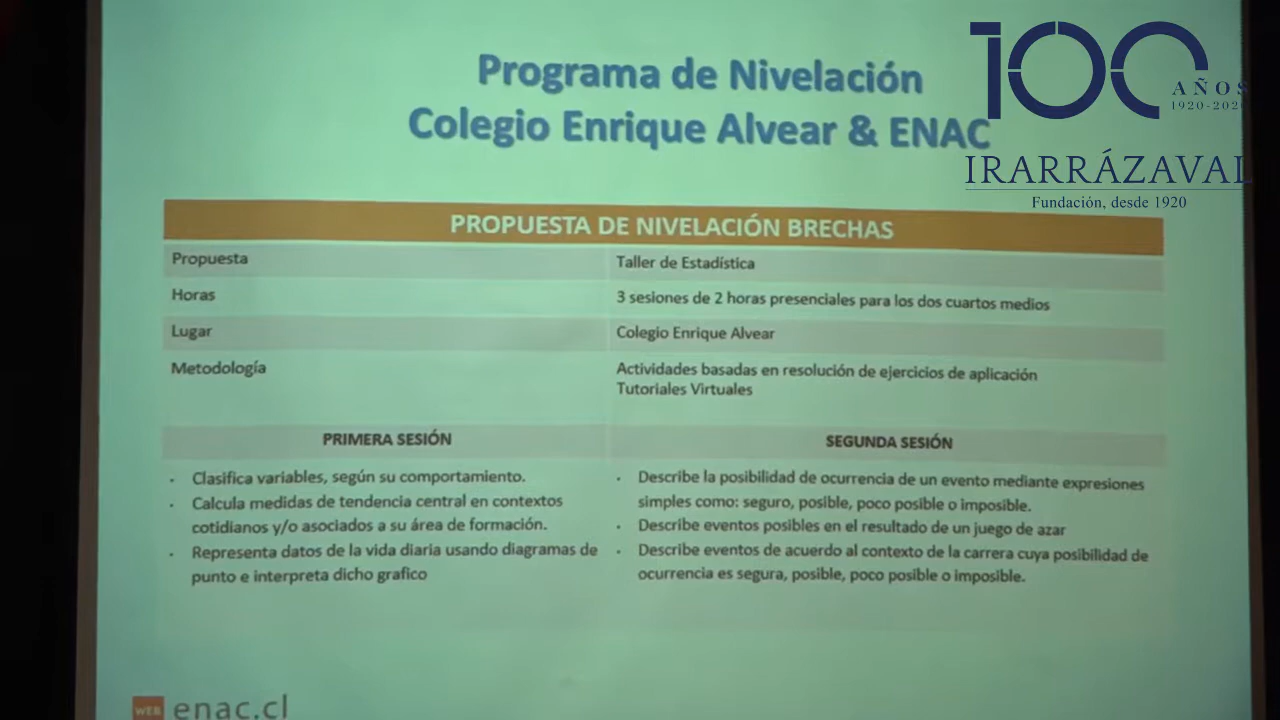 Programa de Nivelación
Colegio Enrique Alvear & ENAC
100
AÑOS
1920-2020
IRARRÁZAVAL
Fundación, desde 1920
PROPUESTA DE NIVELACIÓN BRECHAS
Propuesta
Taller de Estadística
Horas
3 sesiones de 2 horas presenciales para los dos cuartos medios
Lugar
Colegio Enrique Alvear
Metodología
Actividades basadas en resolución de ejercicios de aplicación
Tutoriales Virtuales
PRIMERA SESIÓN
• Clasifica variables, según su comportamiento.
• Calcula medidas de tendencia central en contextos
cotidianos y/o asociados a su área de formación.
• Representa datos de la vida diaria usando diagramas de
punto e interpreta dicho grafico
SEGUNDA SESIÓN
• Describe la posibilidad de ocurrencia de un evento mediante expresiones
simples como: seguro, posible, poco posible o imposible.
• Describe eventos posibles en el resultado de un juego de azar
• Describe eventos de acuerdo al contexto de la carrera cuya posibilidad de
ocurrencia es segura, posible, poco posible o imposible.
WEB enac.cl